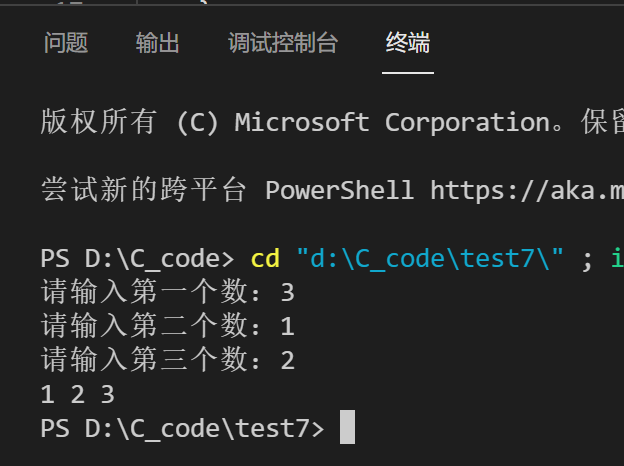 问题 输出 调试控制台 终端
版权所有 (C) Microsoft Corporation。保留
尝试新的跨平台 PowerShell https://aka.m
PS D:\C_code> cd "d:\C_code\test7\" ; i
请输入第一个数：3
请输入第二个数：1
请输入第三个数：2
1 2 3
PS D:\C_code\test7>